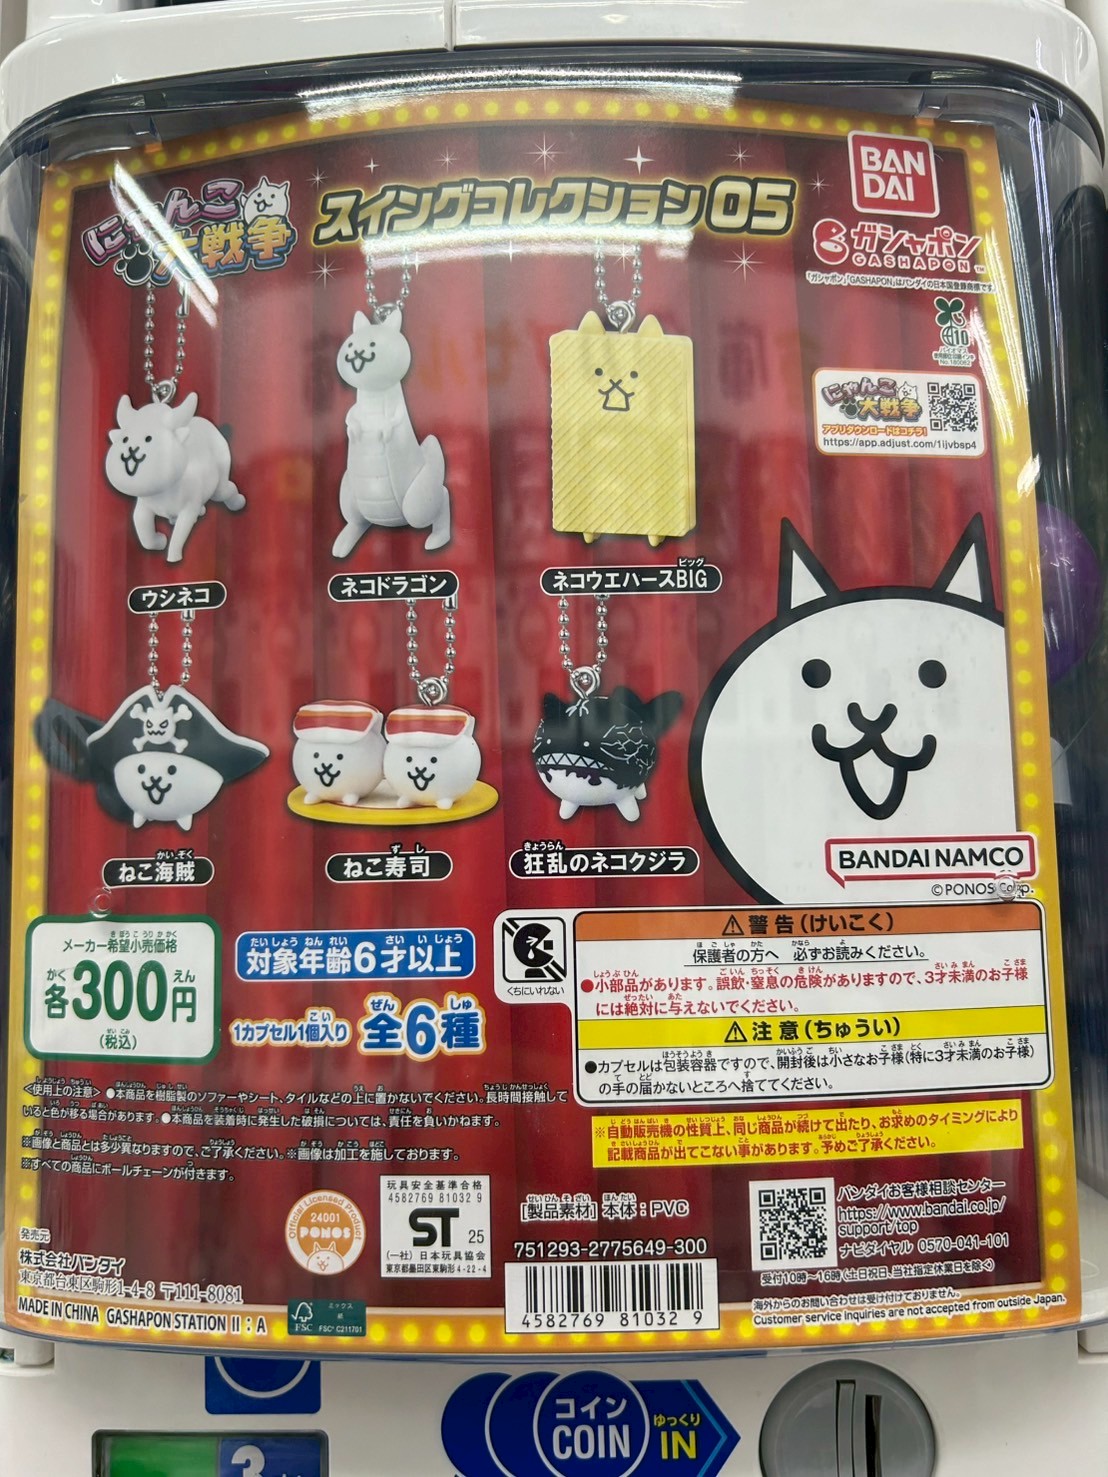 にゃんこ
大戦争
スイングコレクション05
BAN
DAI
ガシャポン
GASHAPON™
「ガシャポン」「GASHAPON」はバンダイの日本国登録商標です。
10
にゃんこ
大戦争
アプリダウンロードはコチラ!
https://app.adjust.com/1ijvbsp4
ウシネコ
ネコドラゴン
ネコウエハースBIG
ビッグ
ねこ海賊
かいぞく
ねこ寿司
ずし
狂乱のネコクジラ
きょうらん
BANDAI NAMCO
©PONOS Corp.
メーカー希望小売価格
各300円
(税込)
対象年齢6才以上
1カプセル1個入り 全6種
くちにいれない
⚠警告(けいこく)
保護者の方へ 必ずお読みください。
●小部品があります。誤飲・窒息の危険がありますので、3才未満のお子様
には絶対に与えないでください。
⚠注意(ちゅうい)
●カプセルは包装容器ですので、開封後は小さなお子様(特に3才未満のお子様)
の手の届かないところへ捨ててください。
<使用上の注意>●本商品を樹脂製のソファーやシート、タイルなどの上に置かないでください。長時間接触して
いると色が移る場合があります。●本商品を装着時に発生した破損については、責任を負いかねます。
※画像と商品とは多少異なりますので、ご了承ください。※画像は加工を施しております。
※すべての商品にボールチェーンが付きます。
※自動販売機の性質上、同じ商品が続けて出たり、お求めのタイミングにより
記載商品が出てこない事があります。予めご了承ください。
Official Licensed Product
24001
PONOS
玩具安全基準合格
4582769 81032 9
ST 25
(一社)日本玩具協会
東京都墨田区東駒形4-22-4
[製品素材] 本体:PVC
751293-2775649-300
4582769 81032 9
バンダイお客様相談センター
https://www.bandai.co.jp/
support/top
ナビダイヤル 0570-041-101
受付10時〜16時(土日祝日、当社指定休業日を除く)
海外からのお問い合わせは受け付けておりません。
Customer service inquiries are not accepted from outside Japan.
発売元
株式会社バンダイ
東京都台東区駒形1-4-8 〒111-8081
MADE IN CHINA GASHAPON STATION II:A
FSC
ミックス
紙
FSC® C211701
コイン
COIN
ゆっくり
IN
3